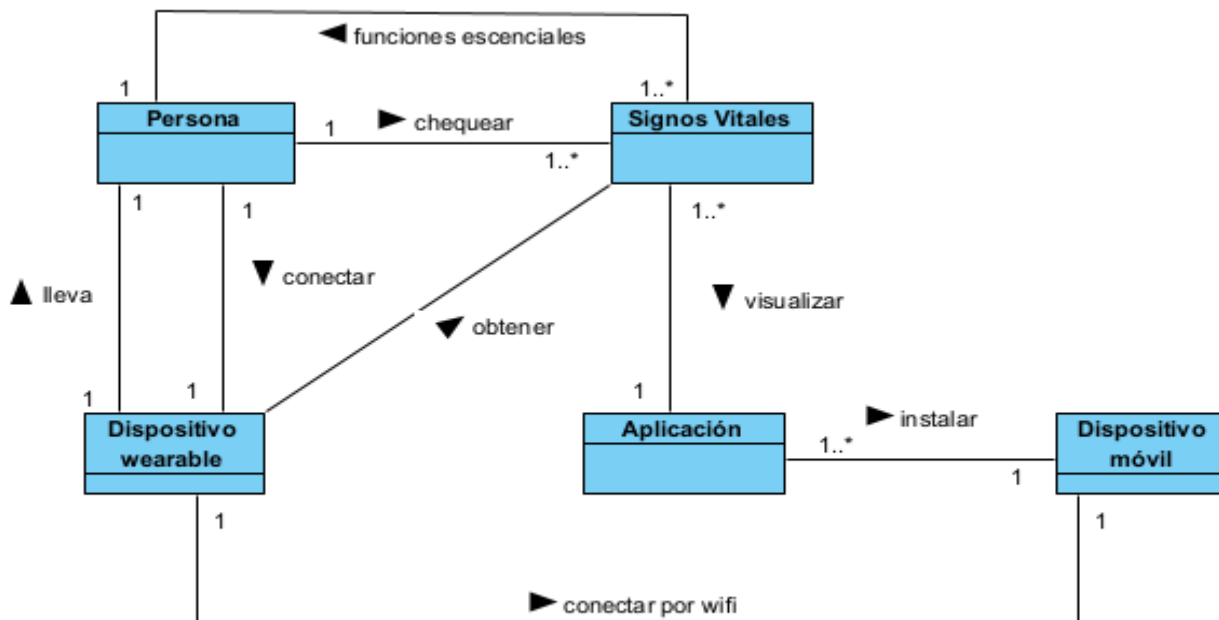 funciones escenciales
1
1..*
Persona
Signos Vitales
chequear
1
1..*
1
1
1..*
conectar
lleva
visualizar
obtener
1
1
1
Dispositivo
wearable
Aplicación
instalar
Dispositivo
móvil
1..*
1
1
1
conectar por wifi